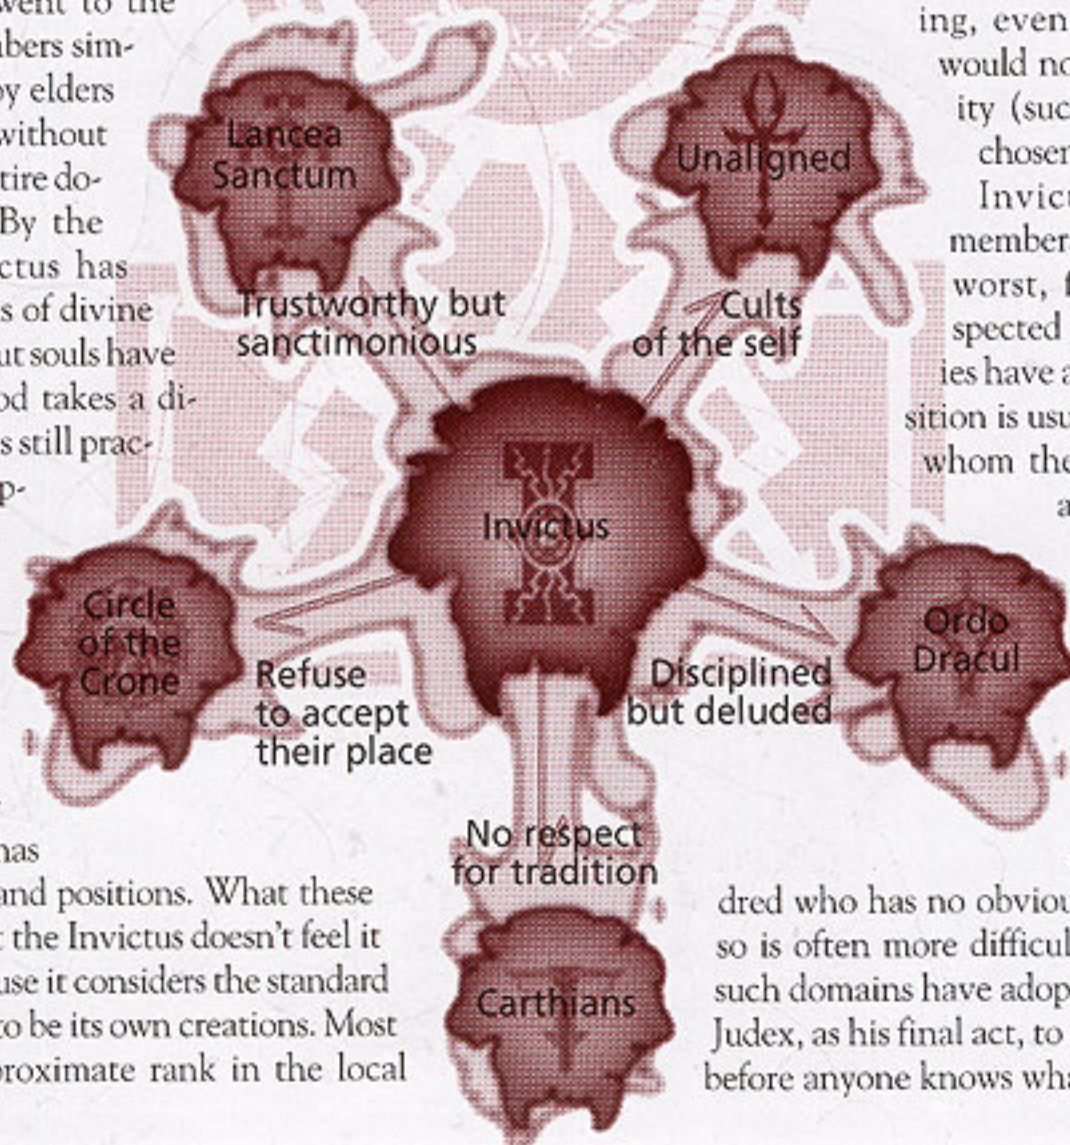 went to the
bers sim-
by elders
without
tire do-
By the
ctus has
s of divine
ut souls have
od takes a di-
s still prac-
p-
ing, even
would no
ity (suc
chosen
Invict
member
worst, f
spected
ies have a
sition is usu
whom the
a
Lancea
Sanctum
Unaligned
Trustworthy but
sanctimonious
Cults
of the self
Invictus
Circle
of the
Crone
Ordo
Dracul
Refuse
to accept
their place
Disciplined
but deluded
No respect
for tradition
Carthians
has
and positions. What these
t the Invictus doesn't feel it
use it considers the standard
to be its own creations. Most
proximate rank in the local
dred who has no obviou
so is often more difficul
such domains have adop
Judex, as his final act, to
before anyone knows wha